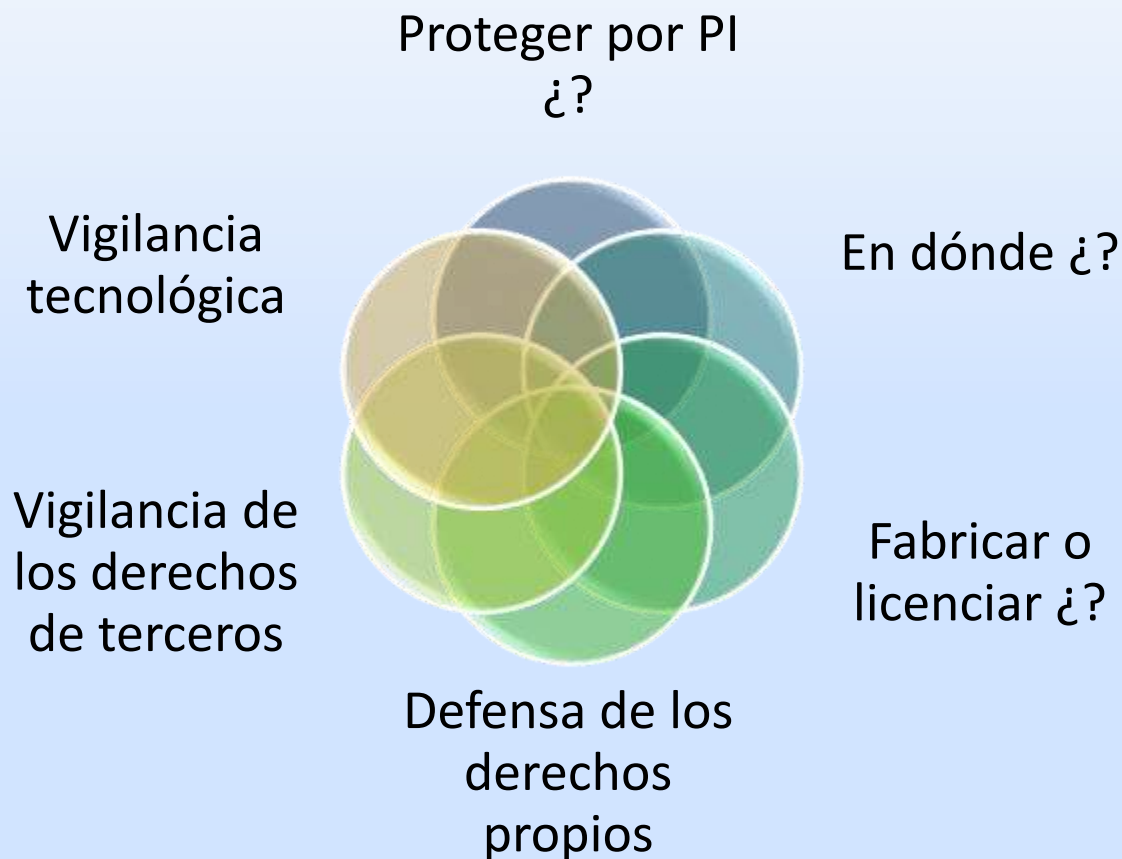 Proteger por PI
¿?
Vigilancia
tecnológica
En dónde ¿?
Vigilancia de
los derechos
de terceros
Fabricar o
licenciar ¿?
Defensa de los
derechos
propios